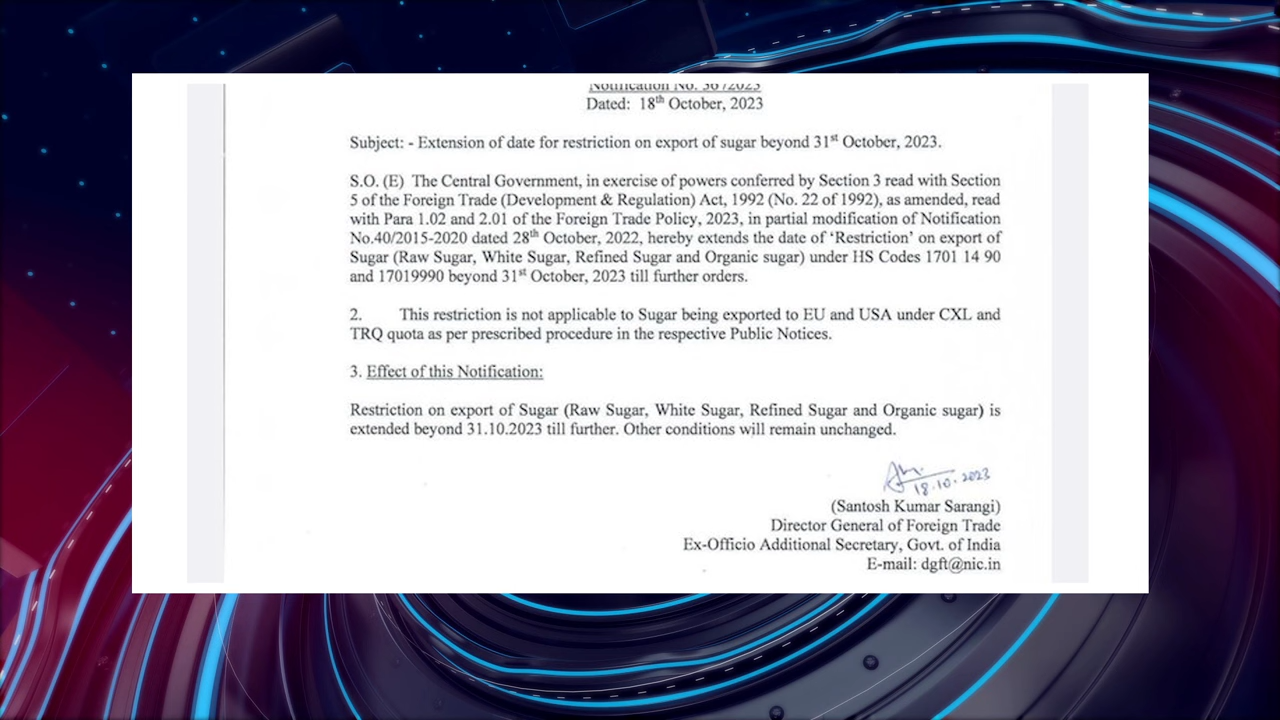 Notification No. 36/2023
Dated: 18th October, 2023
Subject: - Extension of date for restriction on export of sugar beyond 31st October, 2023.
S.O. (E) The Central Government, in exercise of powers conferred by Section 3 read with Section
5 of the Foreign Trade (Development & Regulation) Act, 1992 (No. 22 of 1992), as amended, read
with Para 1.02 and 2.01 of the Foreign Trade Policy, 2023, in partial modification of Notification
No.40/2015-2020 dated 28th October, 2022, hereby extends the date of ‘Restriction’ on export of
Sugar (Raw Sugar, White Sugar, Refined Sugar and Organic sugar) under HS Codes 1701 14 90
and 17019990 beyond 31st October, 2023 till further orders.
2. This restriction is not applicable to Sugar being exported to EU and USA under CXL and
TRQ quota as per prescribed procedure in the respective Public Notices.
3. Effect of this Notification:
Restriction on export of Sugar (Raw Sugar, White Sugar, Refined Sugar and Organic sugar) is
extended beyond 31.10.2023 till further. Other conditions will remain unchanged.
18.10.2023
(Santosh Kumar Sarangi)
Director General of Foreign Trade
Ex-Officio Additional Secretary, Govt. of India
E-mail: dgft@nic.in